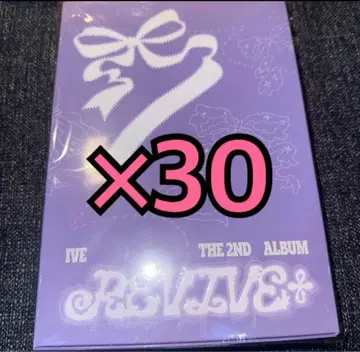 ×30
IVE THE 2ND ALBUM
REVIVE+